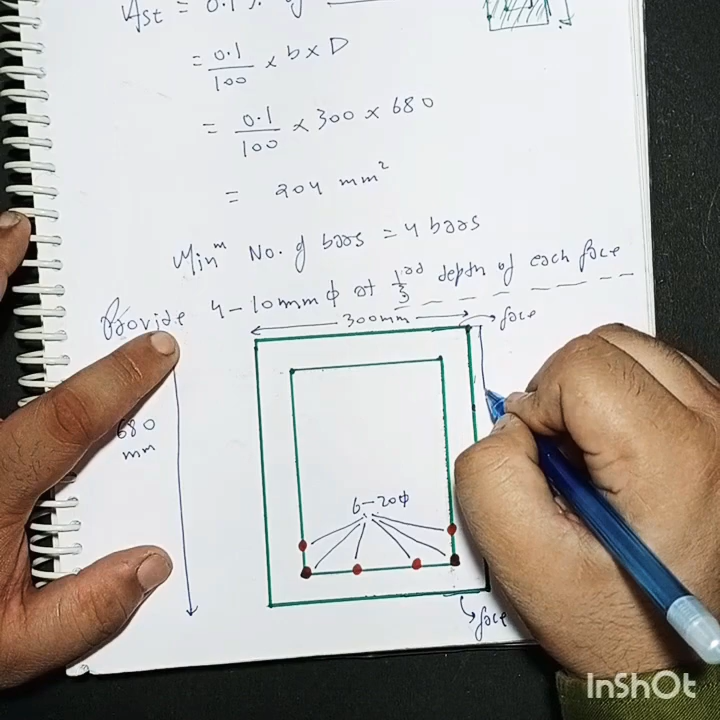 Ast = 0.1 % of
= 0.1/100 × b × D
= 0.1/100 × 300 × 680
= 204 mm²
Minᵐ No. of bars = 4 bars
Provide 4-10mm ϕ at 1/3ʳᵈ depth of each face
300mm
face
680 mm
6-20ϕ
face
InShOt